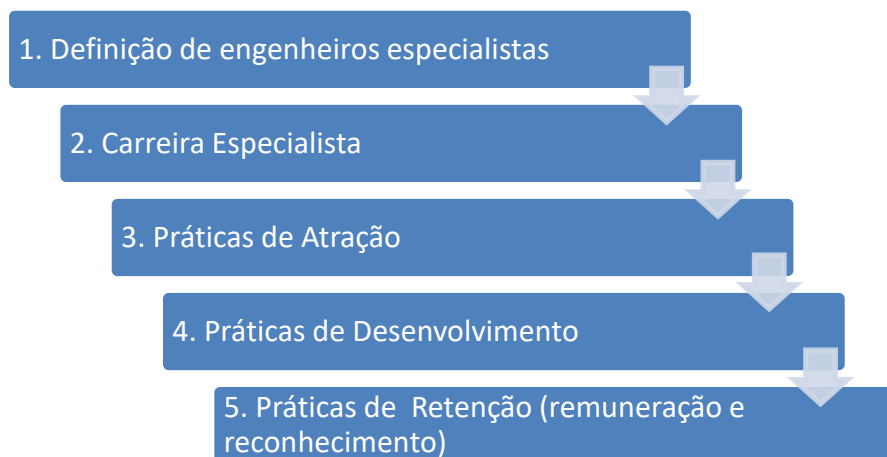 1. Definição de engenheiros especialistas
2. Carreira Especialista
3. Práticas de Atração
4. Práticas de Desenvolvimento
5. Práticas de  Retenção (remuneração e
reconhecimento)